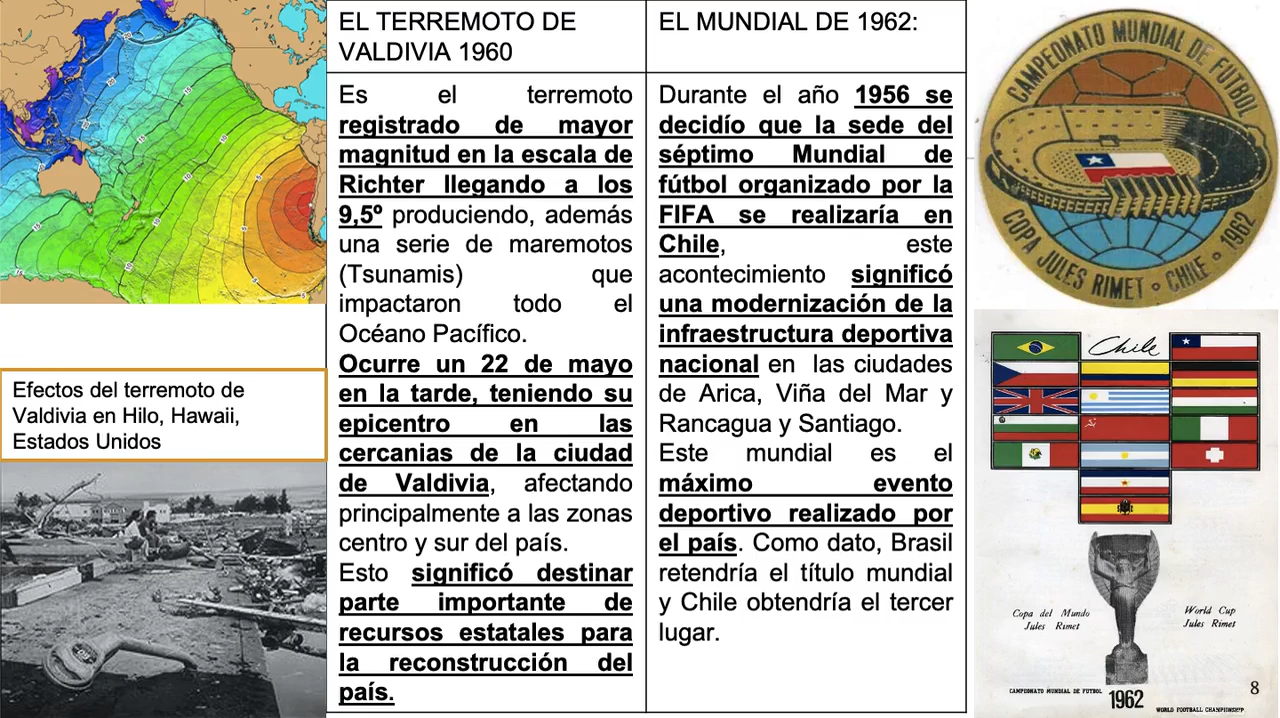 EL TERREMOTO DE
VALDIVIA 1960
Es el terremoto
registrado de mayor
magnitud en la escala de
Richter llegando a los
9,5º produciendo, además
una serie de maremotos
(Tsunamis) que
impactaron todo el
Océano Pacífico.
Ocurre un 22 de mayo
en la tarde, teniendo su
epicentro en las
cercanias de la ciudad
de Valdivia, afectando
principalmente a las zonas
centro y sur del país.
Esto significó destinar
parte importante de
recursos estatales para
la reconstrucción del
país.
EL MUNDIAL DE 1962:
Durante el año 1956 se
decidío que la sede del
séptimo Mundial de
fútbol organizado por la
FIFA se realizaría en
Chile, este
acontecimiento significó
una modernización de la
infraestructura deportiva
nacional en las ciudades
de Arica, Viña del Mar y
Rancagua y Santiago.
Este mundial es el
máximo evento
deportivo realizado por
el país. Como dato, Brasil
retendría el título mundial
y Chile obtendría el tercer
lugar.
Efectos del terremoto de
Valdivia en Hilo, Hawaii,
Estados Unidos
CAMPEONATO MUNDIAL DE FUTBOL
COPA JULES RIMET • CHILE • 1962
Chile
Copa del Mundo
Jules Rimet
World Cup
Jules Rimet
CAMPEONATO MUNDIAL DE FUTBOL
1962
WORLD FOOTBALL CHAMPIONSHIP
8